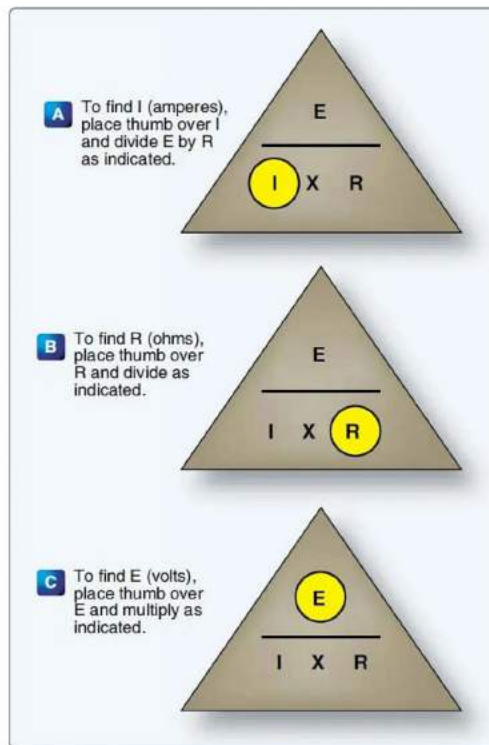 A
To find I (amperes),
place thumb over I
and divide E by R
as indicated.
E
I X R
B
To find R (ohms),
place thumb over
R and divide as
indicated.
E
I X R
C
To find E (volts),
place thumb over
E and multiply as
indicated.
E
I X R